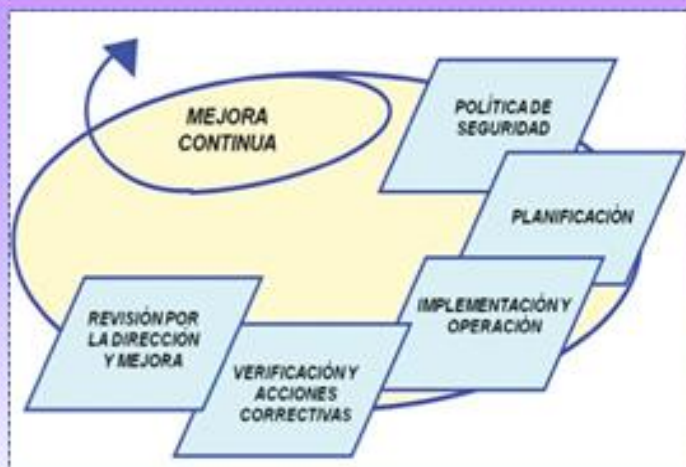 MEJORA
CONTINUA
POLÍTICA DE
SEGURIDAD
PLANIFICACIÓN
IMPLEMENTACIÓN Y
OPERACIÓN
VERIFICACIÓN Y
ACCIONES
CORRECTIVAS
REVISIÓN POR
LA DIRECCIÓN
Y MEJORA